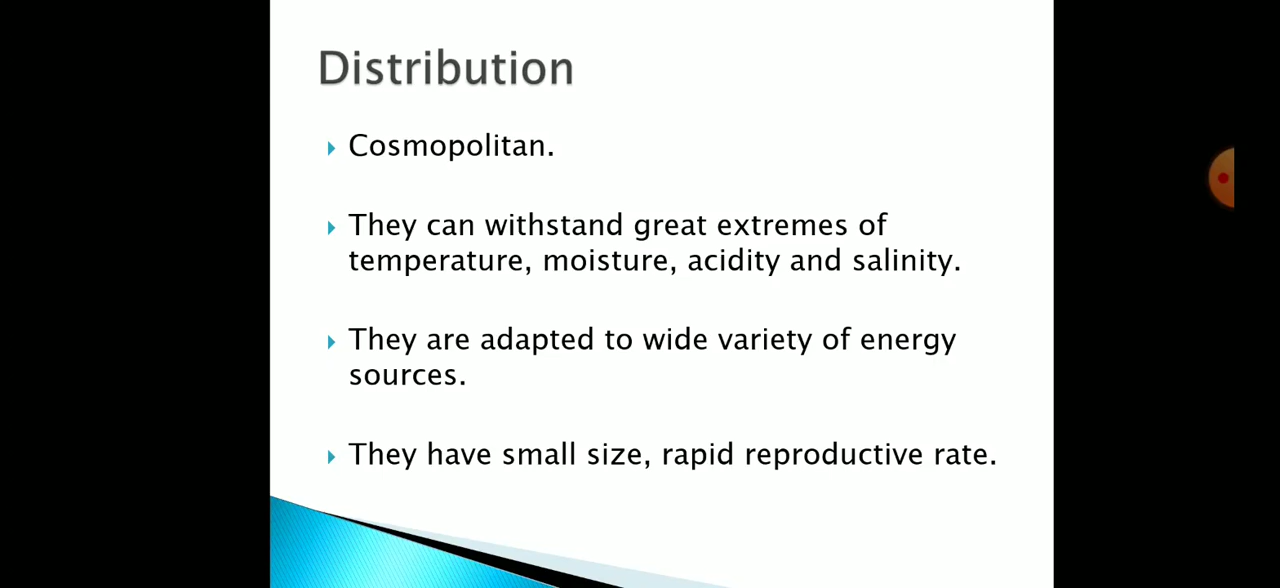 Distribution
Cosmopolitan.
They can withstand great extremes of
temperature, moisture, acidity and salinity.
They are adapted to wide variety of energy
sources.
They have small size, rapid reproductive rate.